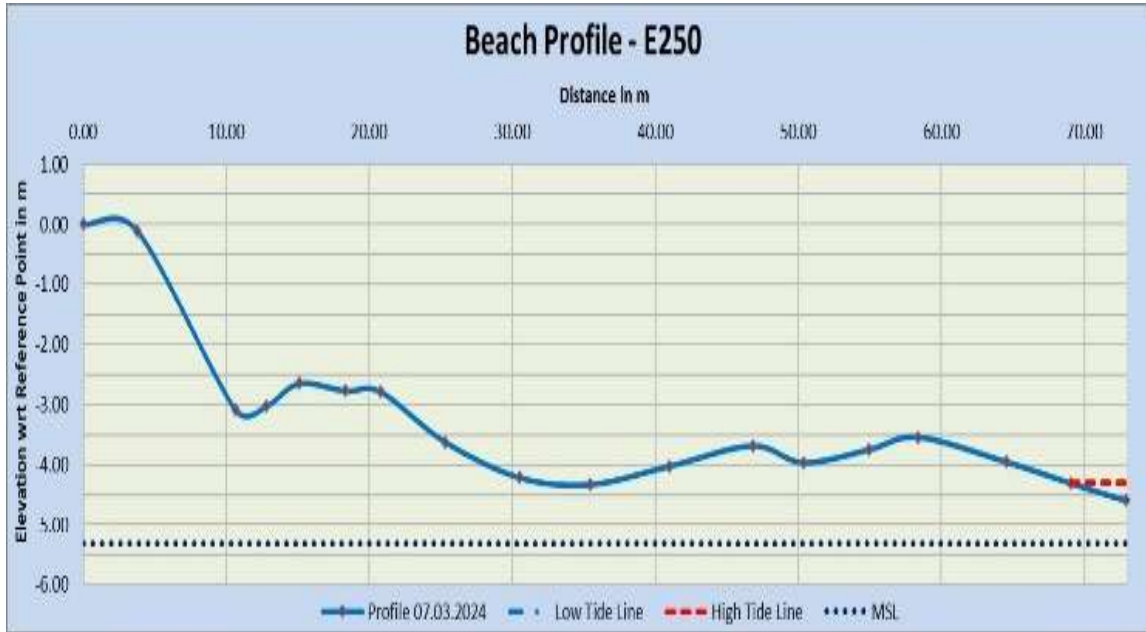 Beach Profile - E250
Distance in m
0.00 10.00 20.00 30.00 40.00 50.00 60.00 70.00
Elevation wrt Reference Point in m
1.00
0.00
-1.00
-2.00
-3.00
-4.00
-5.00
-6.00
Profile 07.03.2024 Low Tide Line High Tide Line MSL